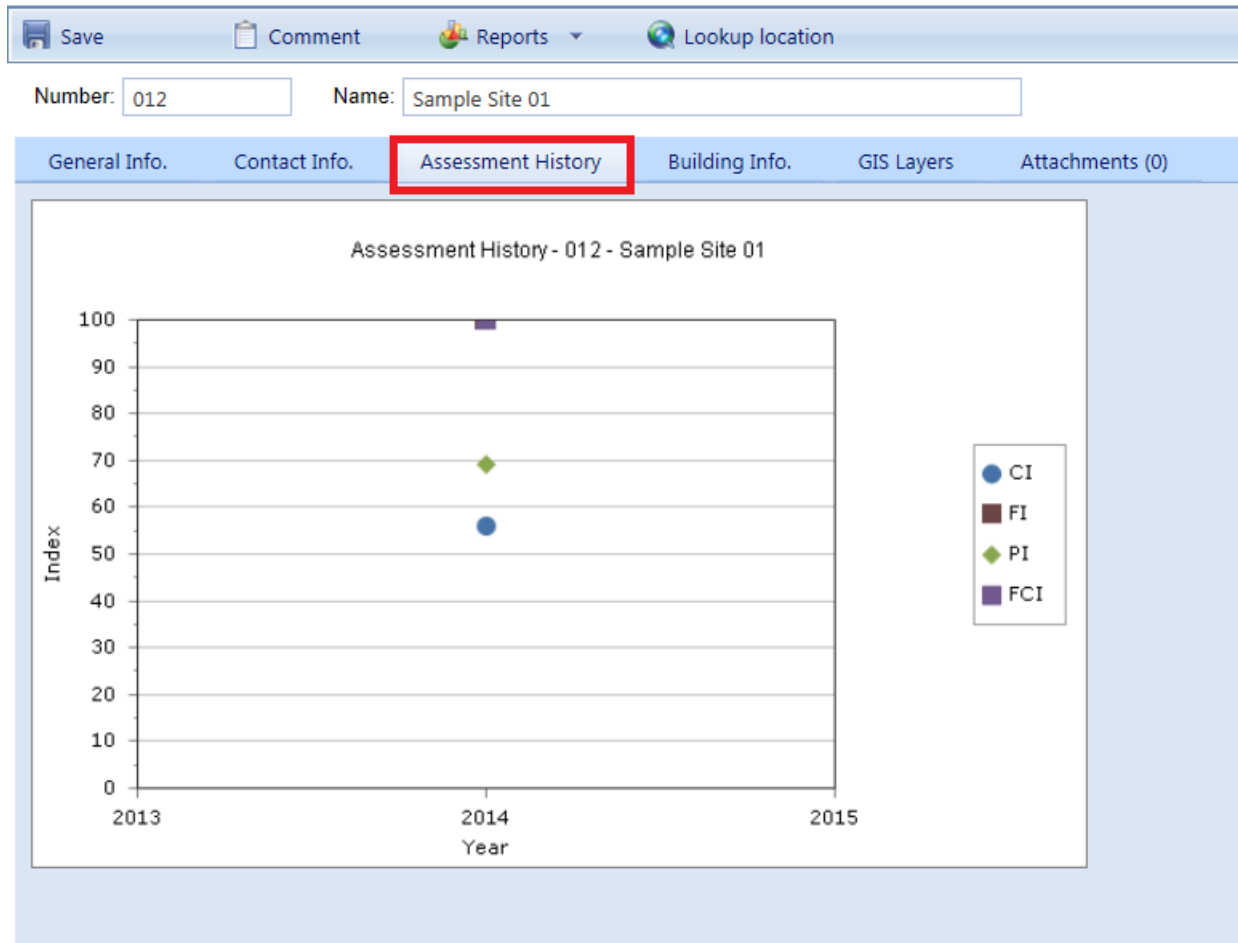 Save Comment Reports Lookup location
Number: 012 Name: Sample Site 01
General Info. Contact Info. Assessment History Building Info. GIS Layers Attachments (0)
Assessment History - 012 - Sample Site 01
100
90
80
70
60
50
40
30
20
10
0
Index
2013 2014 2015
Year
CI
FI
PI
FCI